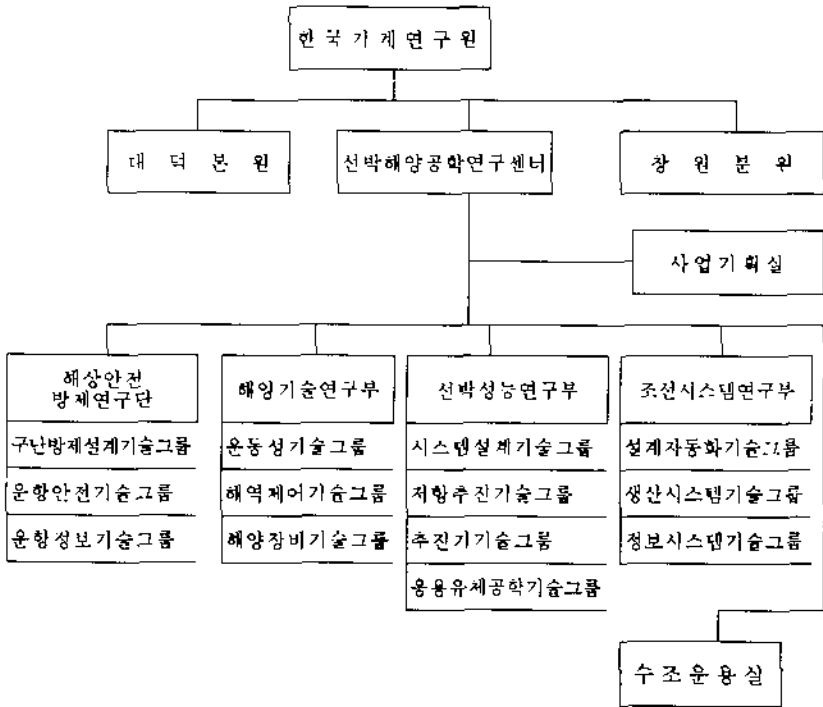 한국기계연구원
대덕본원
선박해양공학연구센터
창원분원
사업기획실
해상안전
방제연구단
구난방제설계기술그룹
운항안전기술그룹
운항정보기술그룹
해양기술연구부
운동성기술그룹
해역제어기술그룹
해양장비기술그룹
선박성능연구부
시스템설계기술그룹
저항추진기술그룹
추진기기술그룹
응용유체공학기술그룹
조선시스템연구부
설계자동화기술그룹
생산시스템기술그룹
정보시스템기술그룹
수조운용실